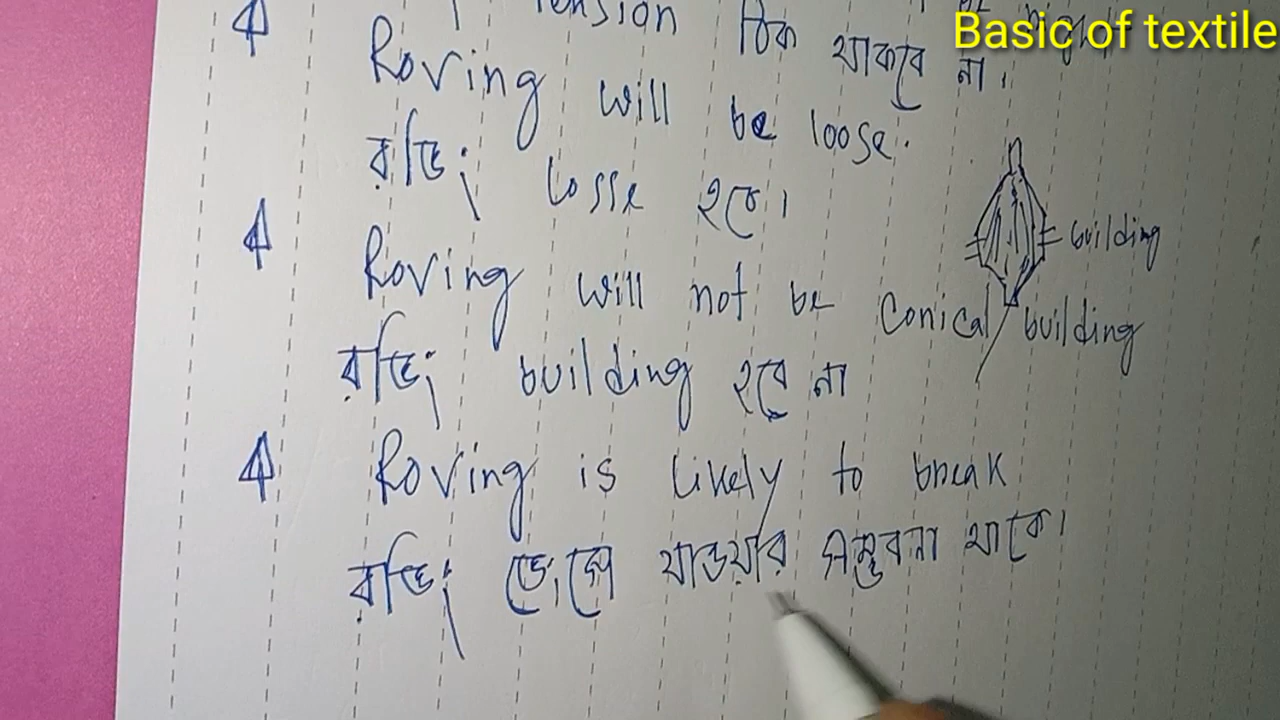 Basic of textile
Tension ঠিক থাকবে না।
Roving will be loose.
রভিং losse হবে।
building
Roving will not be Conical building
রভিং building হবে না
Roving is likely to break
রভিং ভেঙ্গে যাওয়ার সম্ভবনা থাকে।